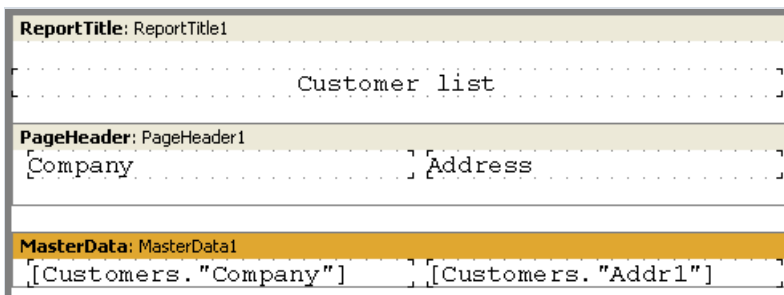 ReportTitle: ReportTitle1
Customer list
PageHeader: PageHeader1
Company Address
MasterData: MasterData1
[Customers."Company"] [Customers."Addr1"]